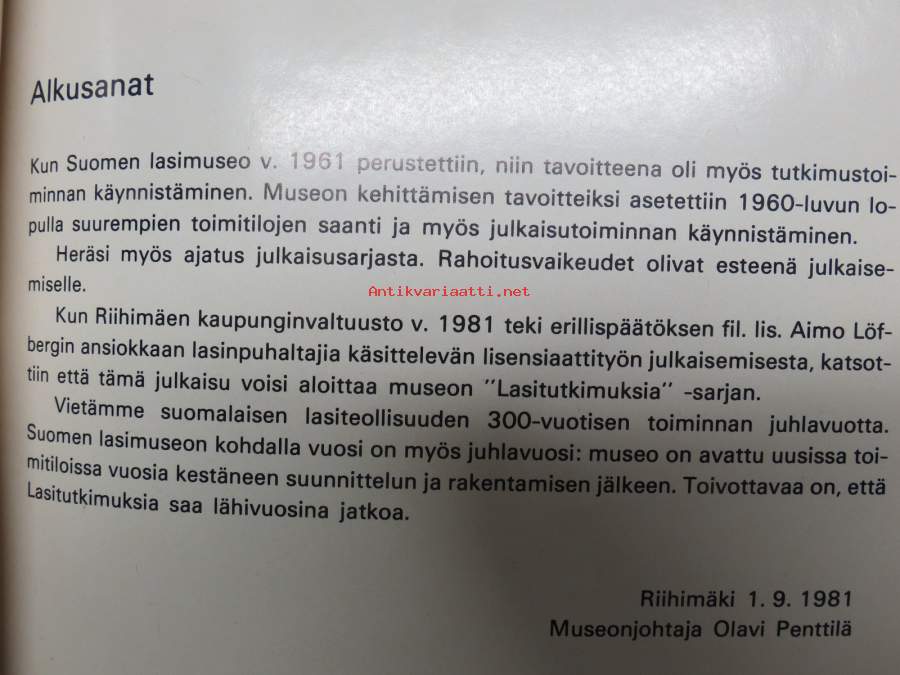 Alkusanat
Kun Suomen lasimuseo v. 1961 perustettiin, niin tavoitteena oli myös tutkimustoi-
minnan käynnistäminen. Museon kehittämisen tavoitteiksi asetettiin 1960-luvun lo-
pulla suurempien toimitilojen saanti ja myös julkaisutoiminnan käynnistäminen.
Heräsi myös ajatus julkaisusarjasta. Rahoitusvaikeudet olivat esteenä julkaise-
miselle.
Antikvariaatti.net
Kun Riihimäen kaupunginvaltuusto v. 1981 teki erillispäätöksen fil. lis. Aimo Löf-
bergin ansiokkaan lasinpuhaltajia käsittelevän lisensiaattityön julkaisemisesta, katsot-
tiin että tämä julkaisu voisi aloittaa museon "Lasitutkimuksia" -sarjan.
Vietämme suomalaisen lasiteollisuuden 300-vuotisen toiminnan juhlavuotta.
Suomen lasimuseon kohdalla vuosi on myös juhlavuosi: museo on avattu uusissa toi-
mitiloissa vuosia kestäneen suunnittelun ja rakentamisen jälkeen. Toivottavaa on, että
Lasitutkimuksia saa lähivuosina jatkoa.
Riihimäki 1. 9. 1981
Museonjohtaja Olavi Penttilä